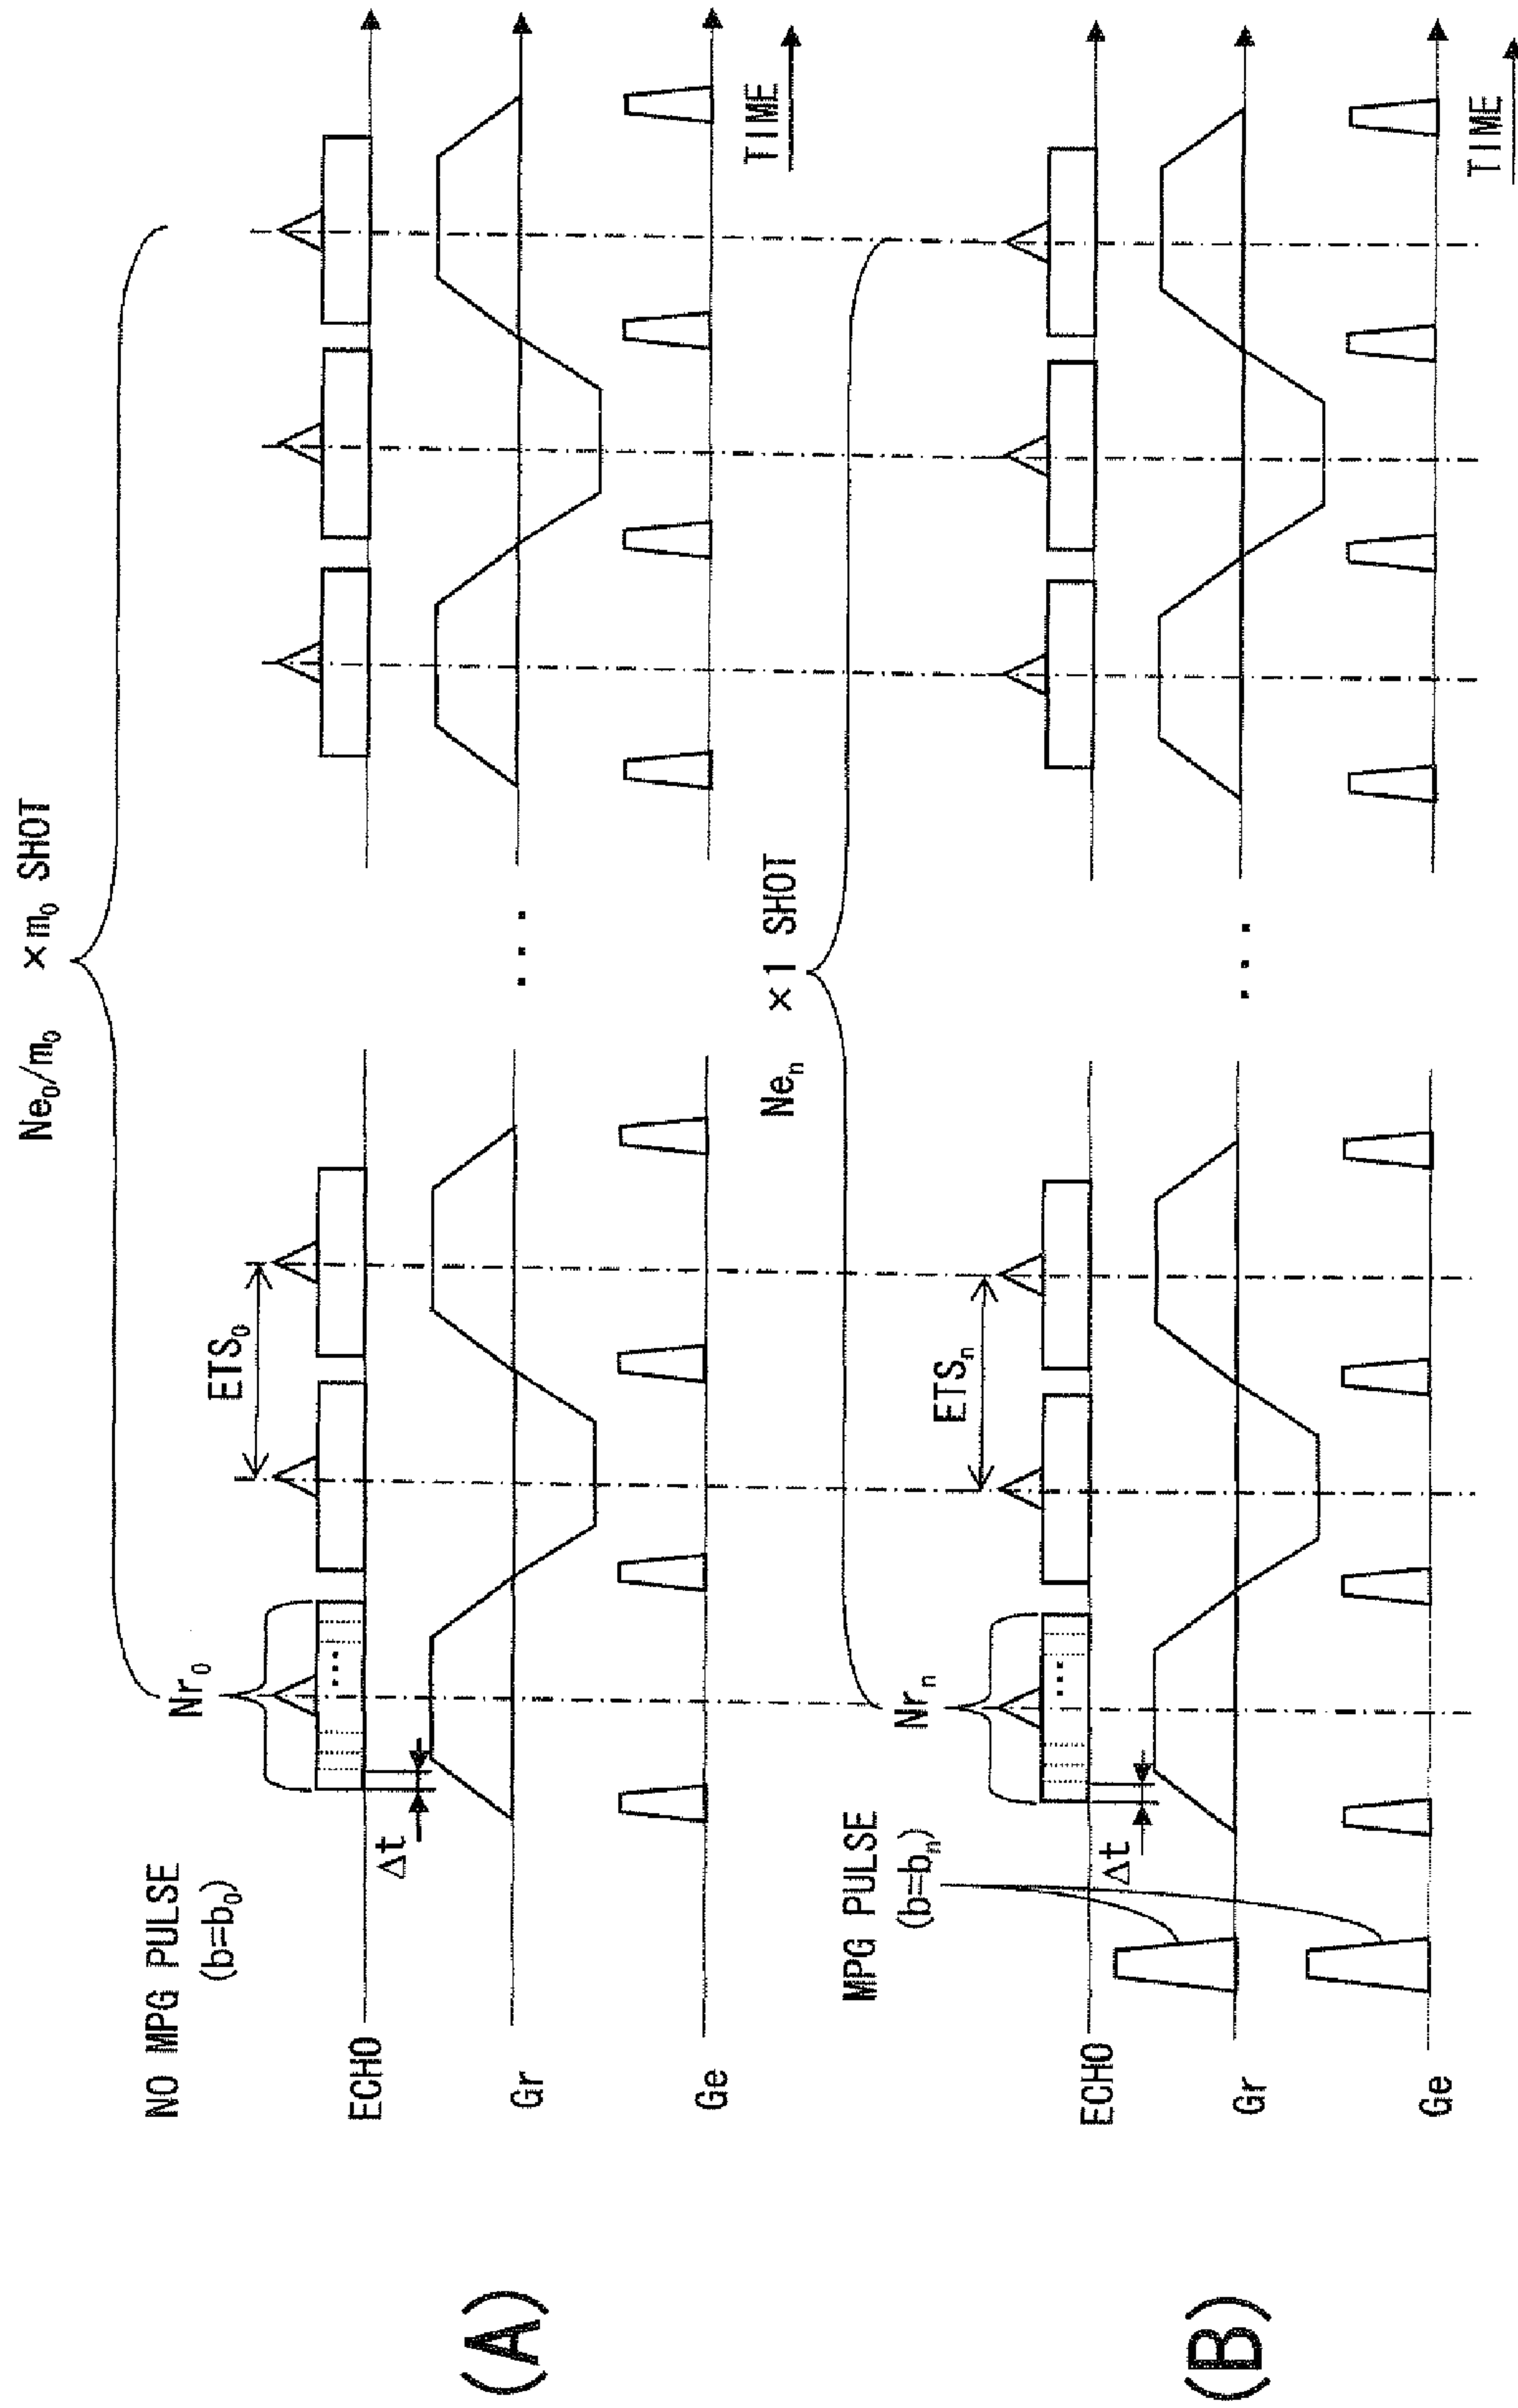 (A)
NO MPG PULSE
(b=b₀)
Ne₀/m₀ ×m₀ SHOT
Nr₀
...
ETS₀
Δt
ECHO
Gr
...
Ge
TIME
(B)
MPG PULSE
(b=bₙ)
Neₙ ×1 SHOT
Nrₙ
...
ETSₙ
Δt
ECHO
Gr
...
Ge
TIME